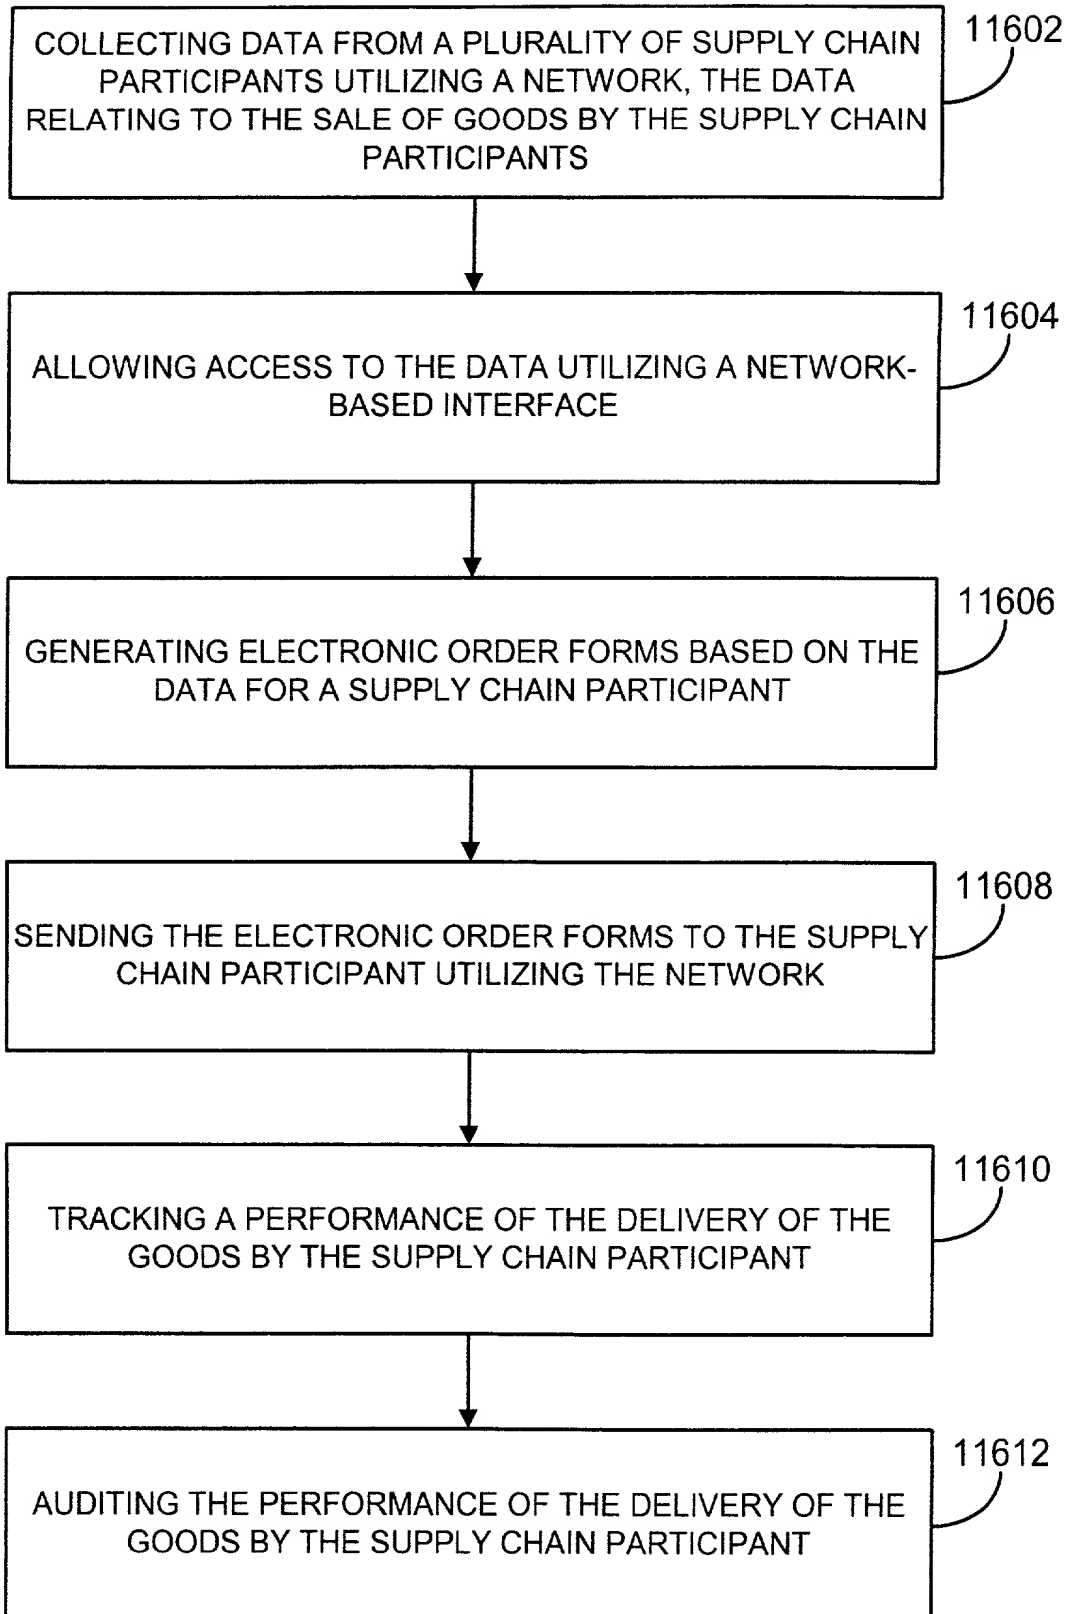 COLLECTING DATA FROM A PLURALITY OF SUPPLY CHAIN
PARTICIPANTS UTILIZING A NETWORK, THE DATA
RELATING TO THE SALE OF GOODS BY THE SUPPLY CHAIN
PARTICIPANTS
11602
ALLOWING ACCESS TO THE DATA UTILIZING A NETWORK-
BASED INTERFACE
11604
GENERATING ELECTRONIC ORDER FORMS BASED ON THE
DATA FOR A SUPPLY CHAIN PARTICIPANT
11606
SENDING THE ELECTRONIC ORDER FORMS TO THE SUPPLY
CHAIN PARTICIPANT UTILIZING THE NETWORK
11608
TRACKING A PERFORMANCE OF THE DELIVERY OF THE
GOODS BY THE SUPPLY CHAIN PARTICIPANT
11610
AUDITING THE PERFORMANCE OF THE DELIVERY OF THE
GOODS BY THE SUPPLY CHAIN PARTICIPANT
11612